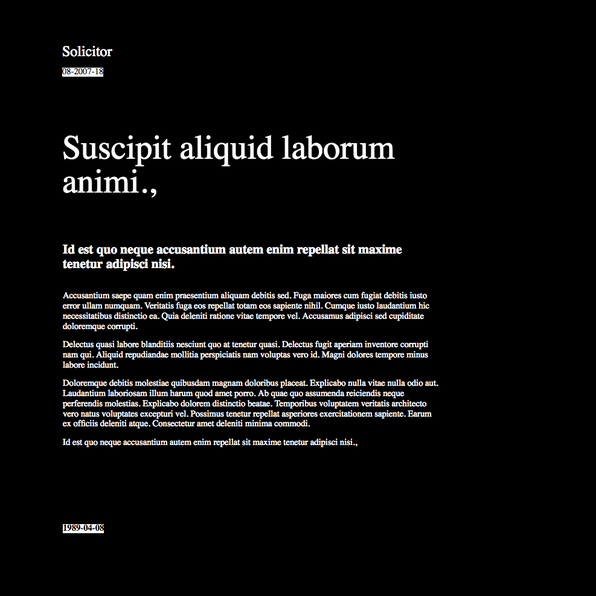 Solicitor
08-2007-18
Suscipit aliquid laborum
animi.,
Id est quo neque accusantium autem enim repellat sit maxime
tenetur adipisci nisi.
Accusantium saepe quam enim praesentium aliquam debitis sed. Fuga maiores cum fugiat debitis iusto
error ullam numquam. Veritatis fuga eos repellat totam eos sapiente nihil. Cumque iusto laudantium hic
necessitatibus distinctio ea. Quia deleniti ratione vitae tempore vel. Accusamus adipisci sed cupiditate
doloremque corrupti.
Delectus quasi labore blanditiis nesciunt quo at tenetur quasi. Delectus fugit aperiam inventore corrupti
nam qui. Aliquid repudiandae mollitia perspiciatis nam voluptas vero id. Magni dolores tempore minus
labore incidunt.
Doloremque debitis molestiae quibusdam magnam doloribus placeat. Explicabo nulla vitae nulla odio aut.
Laudantium laboriosam illum harum quod amet porro. Ab quae quo assumenda reiciendis neque
perferendis molestias. Explicabo dolorem distinctio beatae. Temporibus voluptatem veritatis architecto
vero natus voluptates excepturi vel. Possimus tenetur repellat asperiores exercitationem sapiente. Earum
ex officiis deleniti atque. Consectetur amet deleniti minima commodi.
Id est quo neque accusantium autem enim repellat sit maxime tenetur adipisci nisi.,
1989-04-08